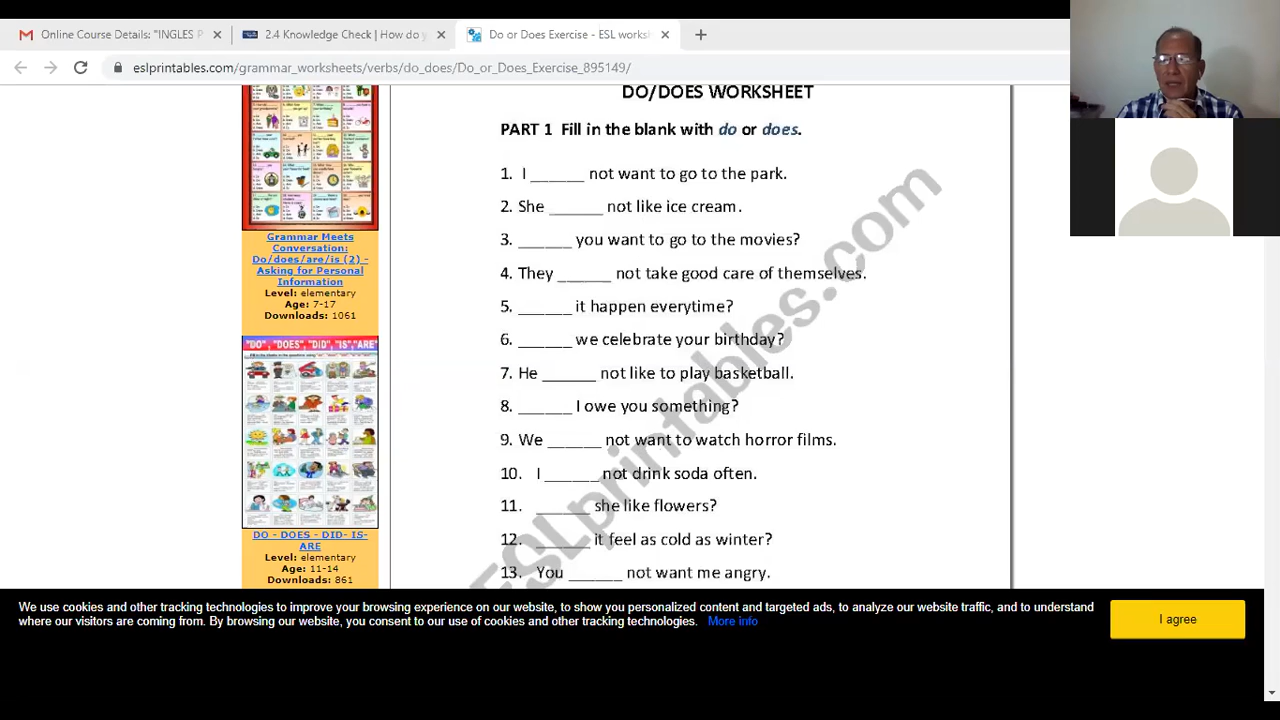 Online Course Details: "INGLES P
2.4 Knowledge Check | How do y
Do or Does Exercise - ESL works
eslprintables.com/grammar_worksheets/verbs/do_does/Do_or_Does_Exercise_895149/
DO/DOES WORKSHEET
PART 1 Fill in the blank with do or does.
1. I ______ not want to go to the park.
2. She ______ not like ice cream.
3. ______ you want to go to the movies?
4. They ______ not take good care of themselves.
5. ______ it happen everytime?
6. ______ we celebrate your birthday?
7. He ______ not like to play basketball.
8. ______ I owe you something?
9. We ______ not want to watch horror films.
10. I ______ not drink soda often.
11. ______ she like flowers?
12. ______ it feel as cold as winter?
13. You ______ not want me angry.
ESLprintables.com
Grammar Meets
Conversation:
Do/does/are/is (2) -
Asking for Personal
Information
Level: elementary
Age: 7-17
Downloads: 1061
"DO", "DOES", "DID", "IS", "ARE"
DO - DOES - DID- IS-
ARE
Level: elementary
Age: 11-14
Downloads: 861
We use cookies and other tracking technologies to improve your browsing experience on our website, to show you personalized content and targeted ads, to analyze our website traffic, and to understand
where our visitors are coming from. By browsing our website, you consent to our use of cookies and other tracking technologies. More info
I agree